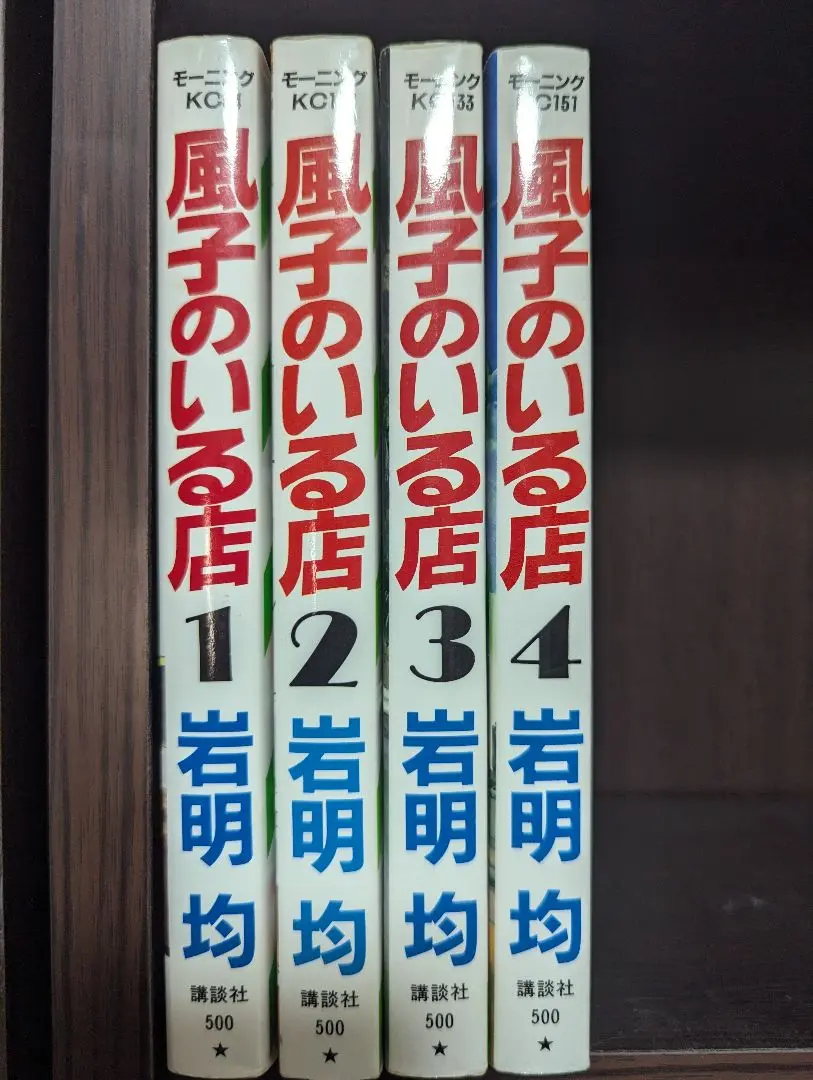 モーニング
KC
風子のいる店
1
岩明 均
講談社
500
★
モーニング
KC1
風子のいる店
2
岩明 均
講談社
500
★
モーニング
KC133
風子のいる店
3
岩明 均
講談社
500
★
モーニング
KC151
風子のいる店
4
岩明 均
講談社
500
★